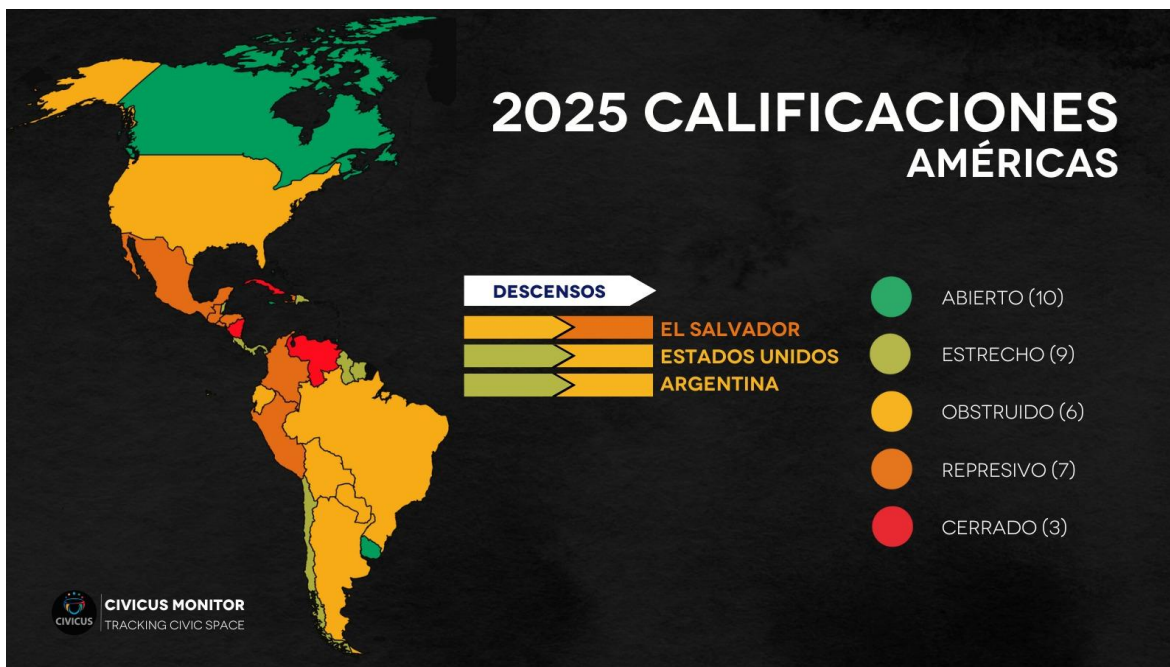 2025 CALIFICACIONES
AMÉRICAS
DESCENSOS
EL SALVADOR
ESTADOS UNIDOS
ARGENTINA
ABIERTO (10)
ESTRECHO (9)
OBSTRUIDO (6)
REPRESIVO (7)
CERRADO (3)
CIVICUS
CIVICUS MONITOR
TRACKING CIVIC SPACE